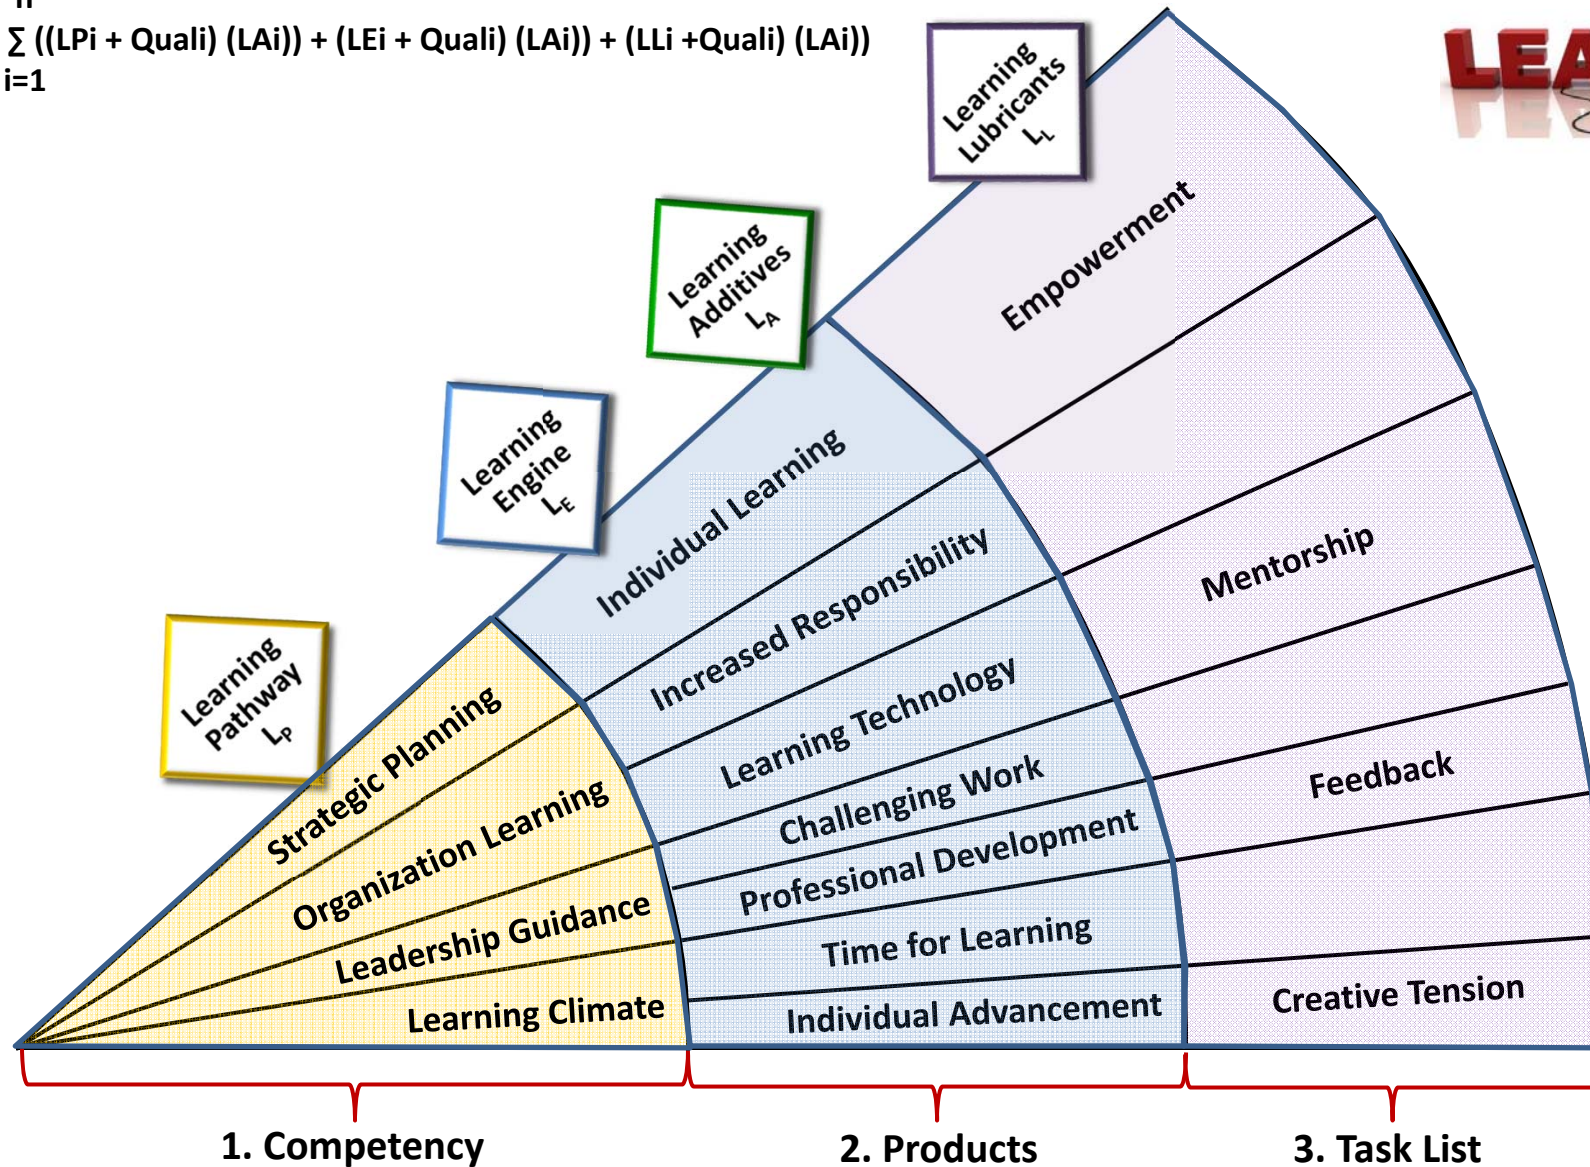 n
∑ ((LPi + Quali) (LAi)) + (LEi + Quali) (LAi)) + (LLi +Quali) (LAi))
i=1
LEA
Learning
Lubricants
LL
Learning
Additives
LA
Learning
Engine
LE
Learning
Pathway
LP
Empowerment
Mentorship
Feedback
Creative Tension
Individual Learning
Increased Responsibility
Learning Technology
Challenging Work
Professional Development
Time for Learning
Individual Advancement
Strategic Planning
Organization Learning
Leadership Guidance
Learning Climate
1. Competency
2. Products
3. Task List